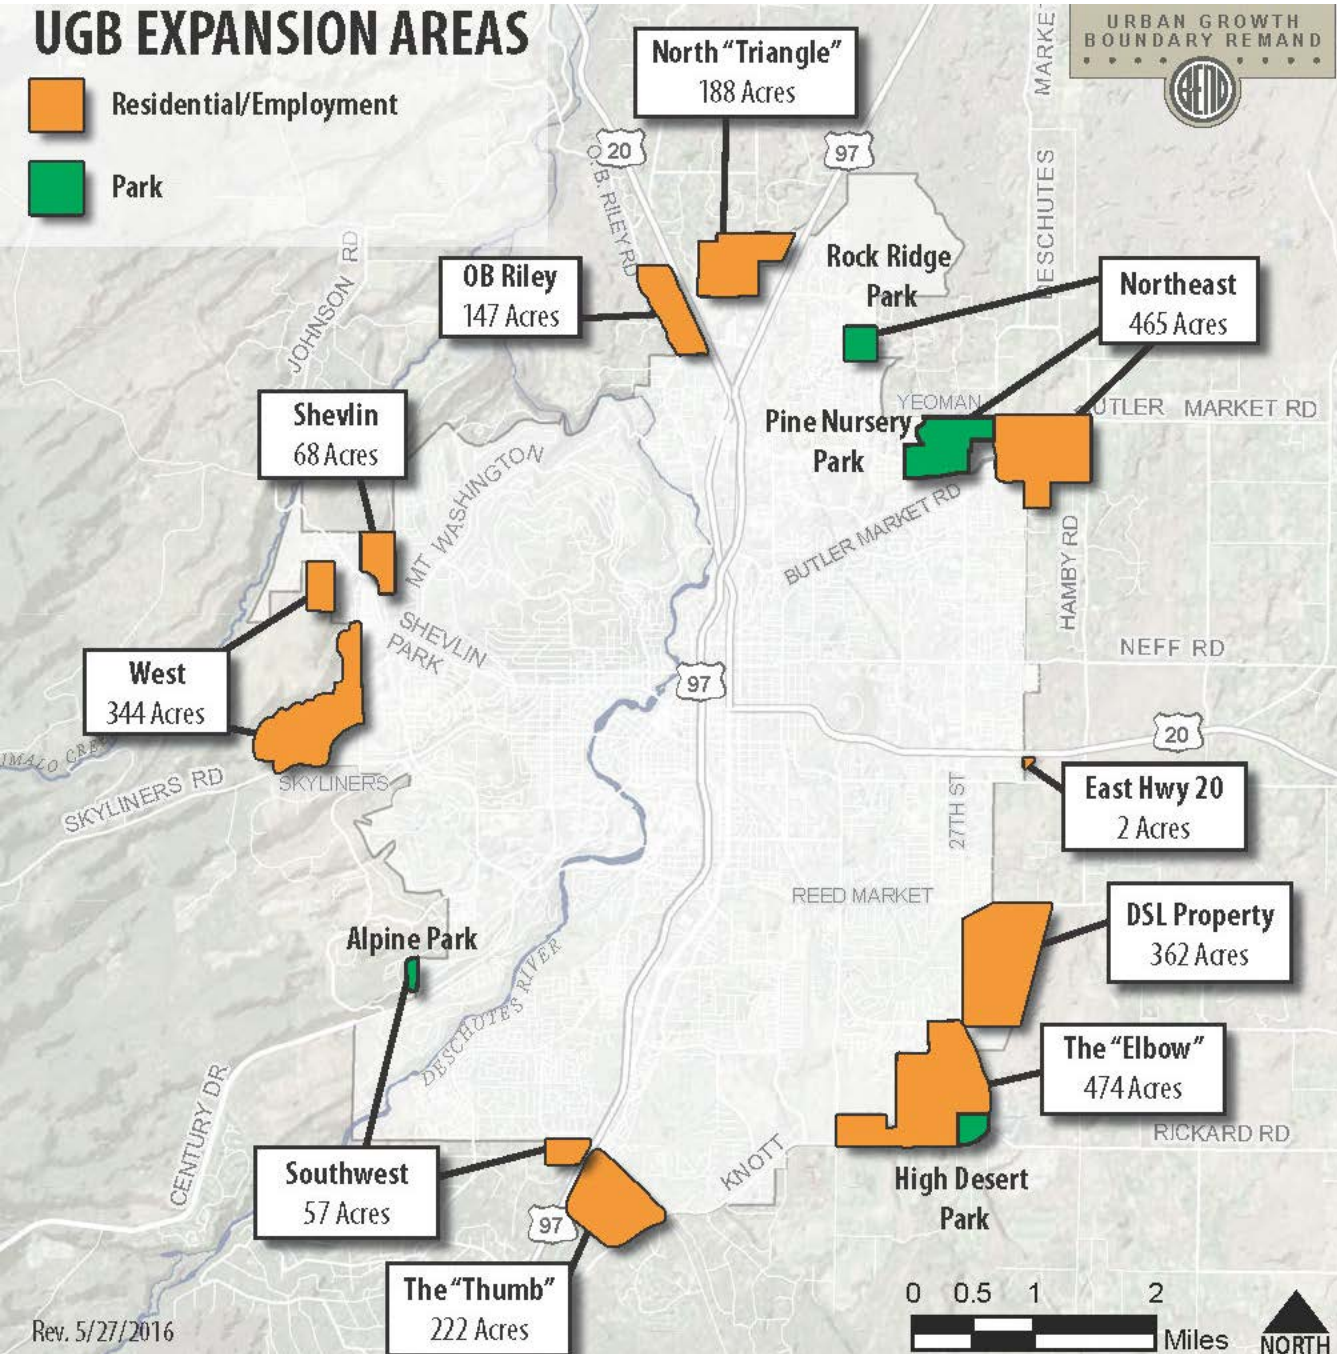 UGB EXPANSION AREAS
Residential/Employment
Park
URBAN GROWTH
BOUNDARY REMAND
BEND
North “Triangle”
188 Acres
20
97
O. B. RILEY RD
MARKET
DESCHUTES
JOHNSON RD
OB Riley
147 Acres
Rock Ridge
Park
Northeast
465 Acres
Shevlin
68 Acres
YEOMAN
UTLER MARKET RD
Pine Nursery
Park
MT WASHINGTON
BUTLER MARKET RD
HAMBY RD
SHEVLIN
PARK
NEFF RD
West
344 Acres
97
20
IMALO CREE
SKYLINERS RD
SKYLINERS
East Hwy 20
2 Acres
27TH ST
REED MARKET
DSL Property
362 Acres
Alpine Park
DESCHUTES RIVER
The “Elbow”
474 Acres
CENTURY DR
RICKARD RD
KNOTT
Southwest
57 Acres
High Desert
Park
97
The “Thumb”
222 Acres
Rev. 5/27/2016
0 0.5 1 2
Miles
NORTH